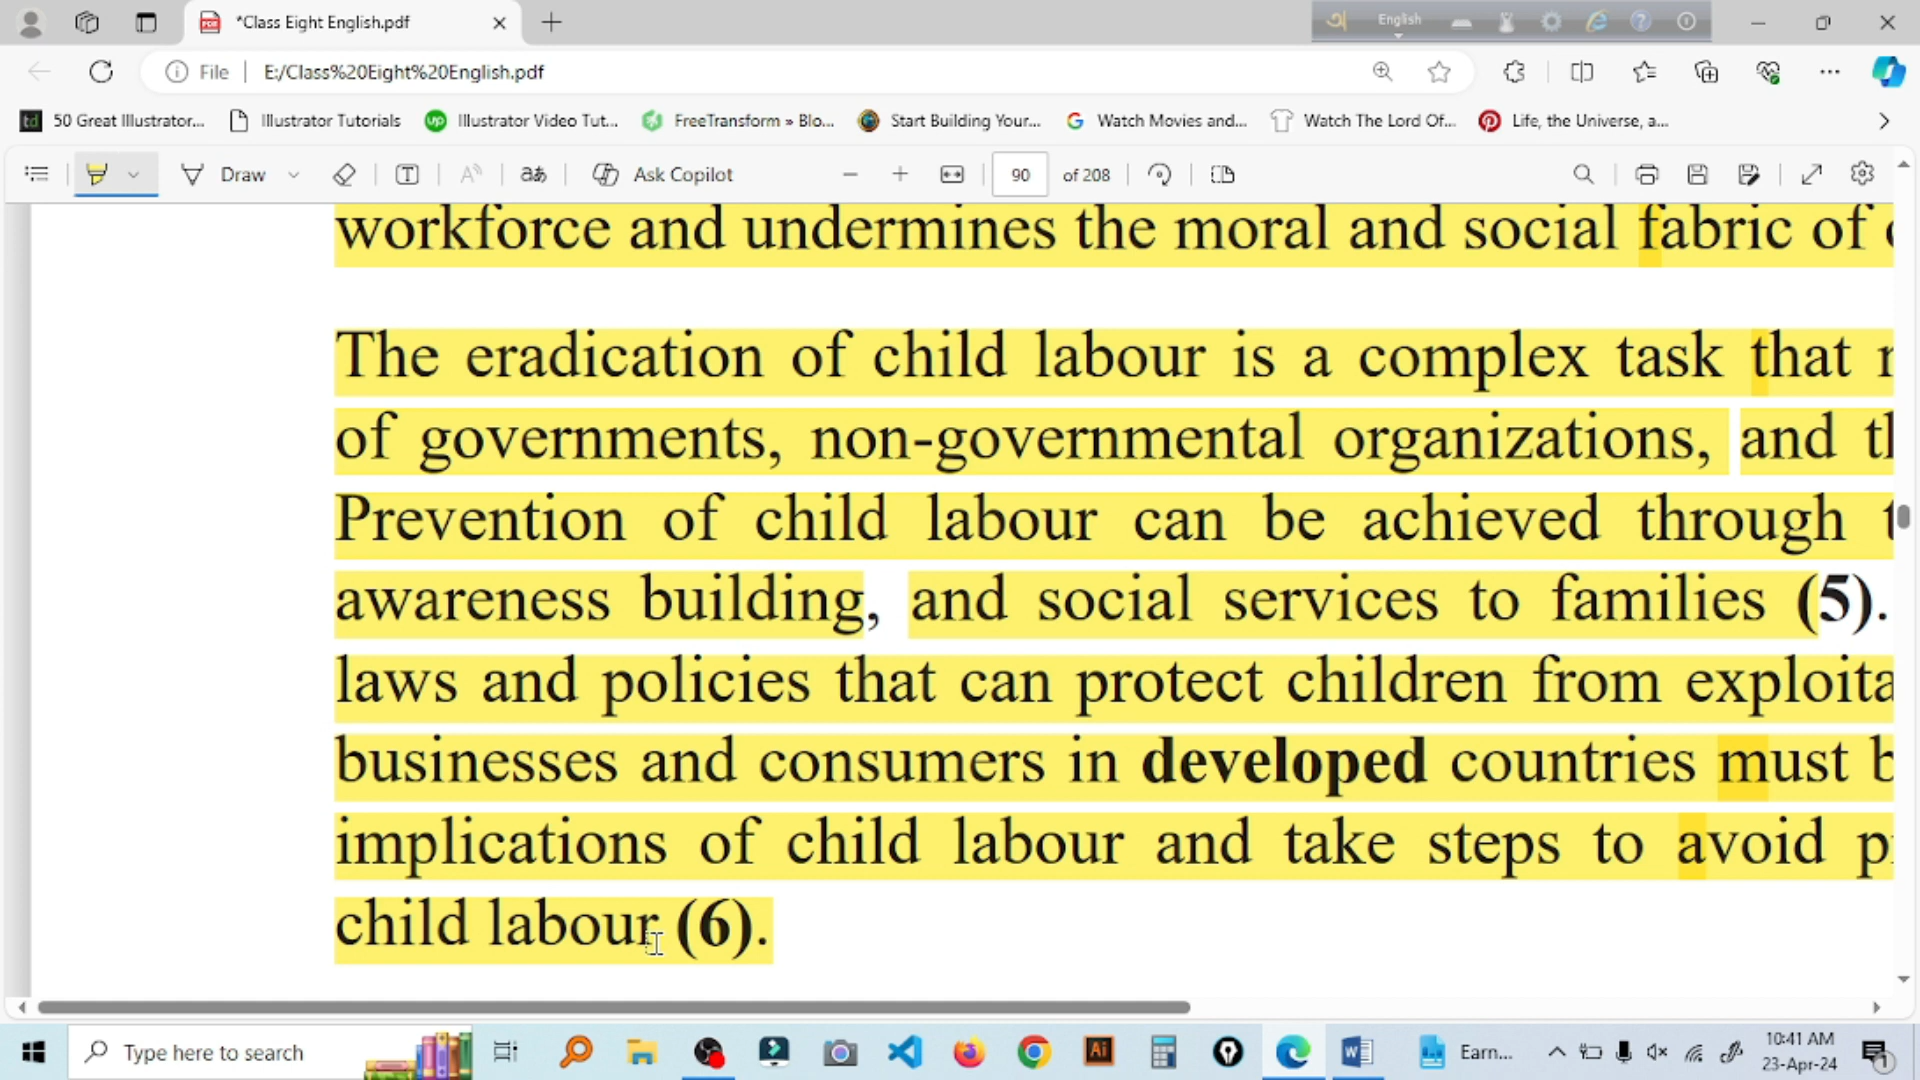 *Class Eight English.pdf
English
File
E:/Class%20Eight%20English.pdf
td 50 Great Illustrator...
Illustrator Tutorials
up Illustrator Video Tut...
FreeTransform » Blo...
Start Building Your...
Watch Movies and...
Watch The Lord Of...
Life, the Universe, a...
Draw
Ask Copilot
90 of 208
workforce and undermines the moral and social fabric of
The eradication of child labour is a complex task that
of governments, non-governmental organizations, and
Prevention of child labour can be achieved through
awareness building, and social services to families (5).
laws and policies that can protect children from exploita
businesses and consumers in developed countries must
implications of child labour and take steps to avoid
child labour (6).
Type here to search
Ai
Earn...
10:41 AM
23-Apr-24
1